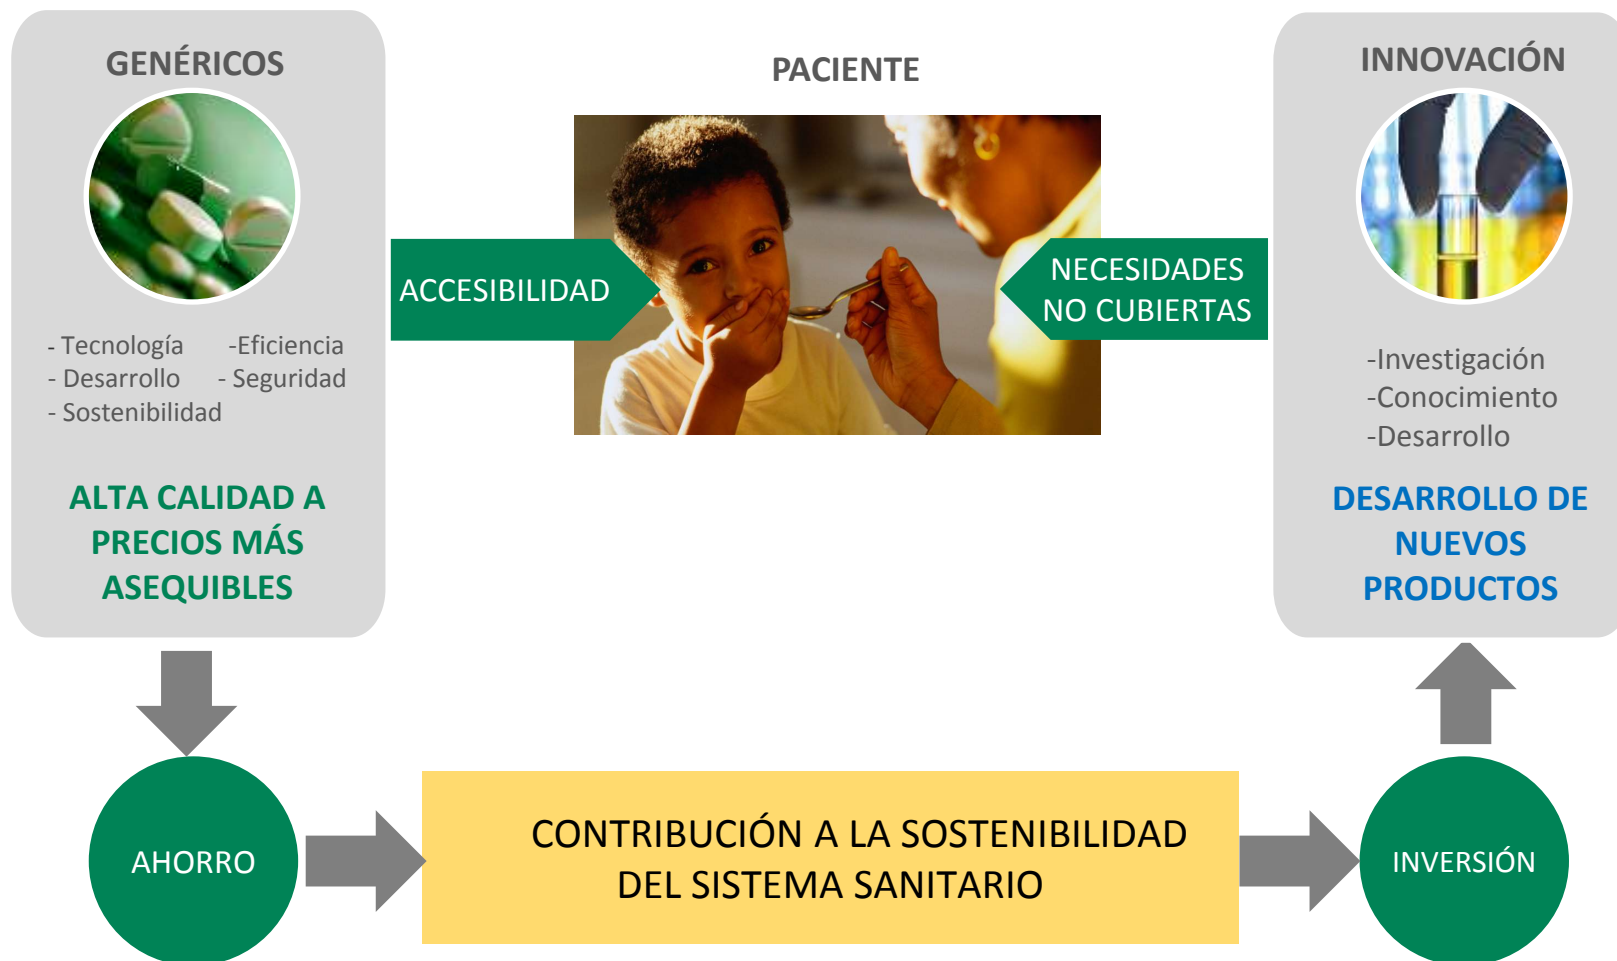 GENÉRICOS
- Tecnología -Eficiencia
- Desarrollo - Seguridad
- Sostenibilidad
ALTA CALIDAD A
PRECIOS MÁS
ASEQUIBLES
PACIENTE
ACCESIBILIDAD
NECESIDADES
NO CUBIERTAS
INNOVACIÓN
-Investigación
-Conocimiento
-Desarrollo
DESARROLLO DE
NUEVOS
PRODUCTOS
AHORRO
CONTRIBUCIÓN A LA SOSTENIBILIDAD
DEL SISTEMA SANITARIO
INVERSIÓN